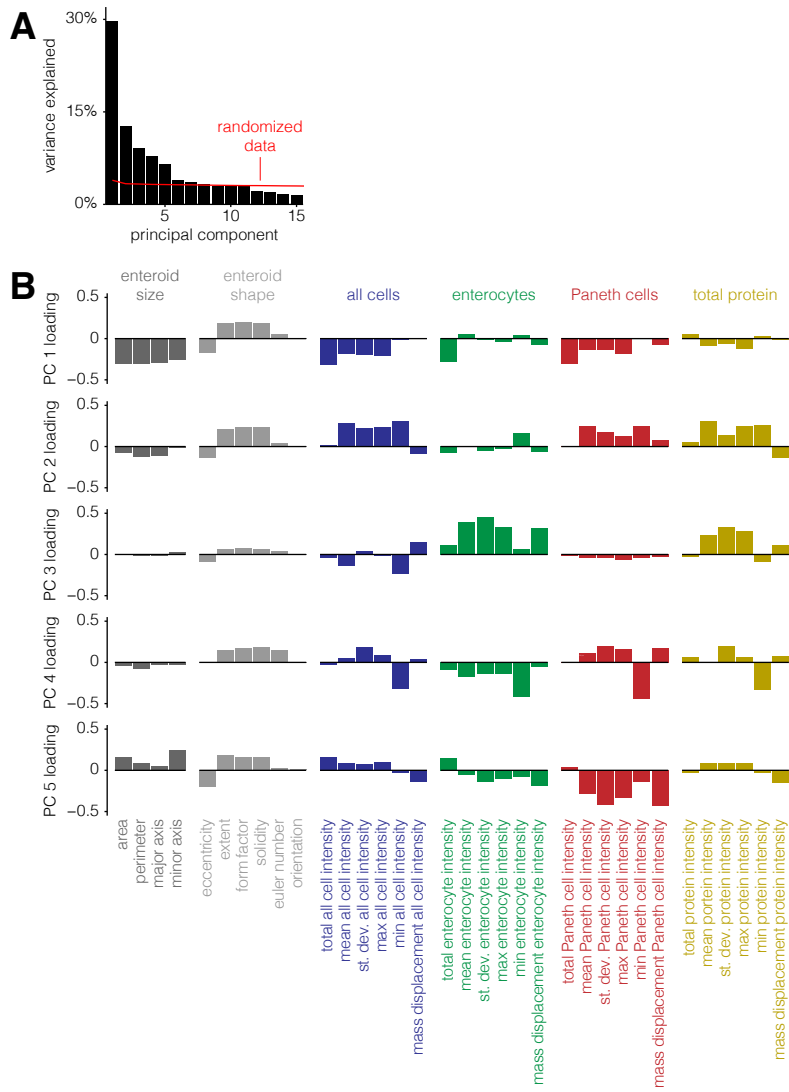 A
30%
15%
0%
variance explained
randomized
data
5
10
15
principal component
B
enteroid
size
enteroid
shape
all cells
enterocytes
Paneth cells
total protein
PC 1 loading
0.5
0
−0.5
PC 2 loading
0.5
0
−0.5
PC 3 loading
0.5
0
−0.5
PC 4 loading
0.5
0
−0.5
PC 5 loading
0.5
0
−0.5
area
perimeter
major axis
minor axis
eccentricity
extent
form factor
solidity
euler number
orientation
total all cell intensity
mean all cell intensity
st. dev. all cell intensity
max all cell intensity
min all cell intensity
mass displacement all cell intensity
total enterocyte intensity
mean enterocyte intensity
st. dev. enterocyte intensity
max enterocyte intensity
min enterocyte intensity
mass displacement enterocyte intensity
total Paneth cell intensity
mean Paneth cell intensity
st. dev. Paneth cell intensity
max Paneth cell intensity
min Paneth cell intensity
mass displacement Paneth cell intensity
total protein intensity
mean portein intensity
st. dev. protein intensity
max protein intensity
min protein intensity
mass displacement protein intensity